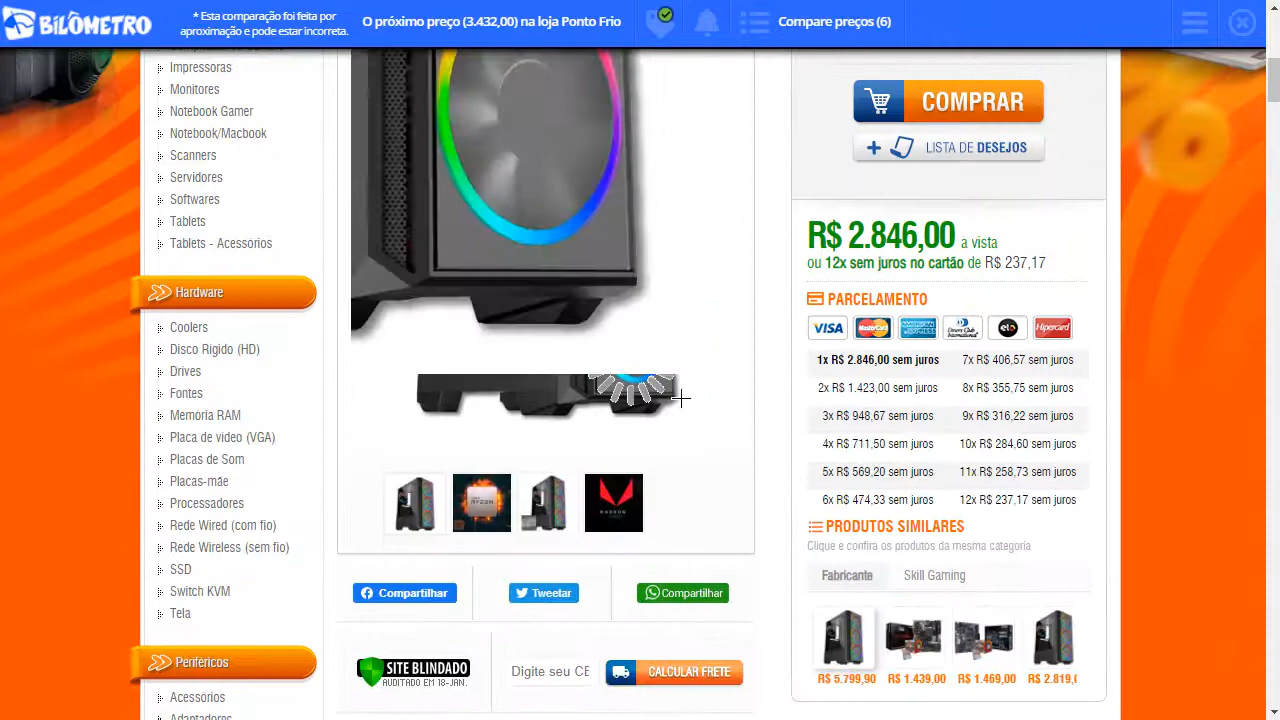 BILÔMETRO
* Esta comparação foi feita por
aproximação e pode estar incorreta.
O próximo preço (3.432,00) na loja Ponto Frio
Compare preços (6)
Impressoras
Monitores
Notebook Gamer
Notebook/Macbook
Scanners
Servidores
Softwares
Tablets
Tablets - Acessórios
Hardware
Coolers
Disco Rígido (HD)
Drives
Fontes
Memoria RAM
Placa de vídeo (VGA)
Placas de Som
Placas-mãe
Processadores
Rede Wired (com fio)
Rede Wireless (sem fio)
SSD
Switch KVM
Tela
Periféricos
Acessórios
Adaptadores
RYZEN
RADEON
Compartilhar
Tweetar
Compartilhar
SITE BLINDADO
AUDITADO EM 18-JAN.
Digite seu CE
CALCULAR FRETE
COMPRAR
+ LISTA DE DESEJOS
R$ 2.846,00 a vista
ou 12x sem juros no cartão de R$ 237,17
PARCELAMENTO
VISA MasterCard AMERICAN EXPRESS Diners Club International elo Hipercard
1x R$ 2.846,00 sem juros 7x R$ 406,57 sem juros
2x R$ 1.423,00 sem juros 8x R$ 355,75 sem juros
3x R$ 948,67 sem juros 9x R$ 316,22 sem juros
4x R$ 711,50 sem juros 10x R$ 284,60 sem juros
5x R$ 569,20 sem juros 11x R$ 258,73 sem juros
6x R$ 474,33 sem juros 12x R$ 237,17 sem juros
PRODUTOS SIMILARES
Clique e confira os produtos da mesma categoria
Fabricante Skill Gaming
R$ 5.799,90 R$ 1.439,00 R$ 1.469,00 R$ 2.819,